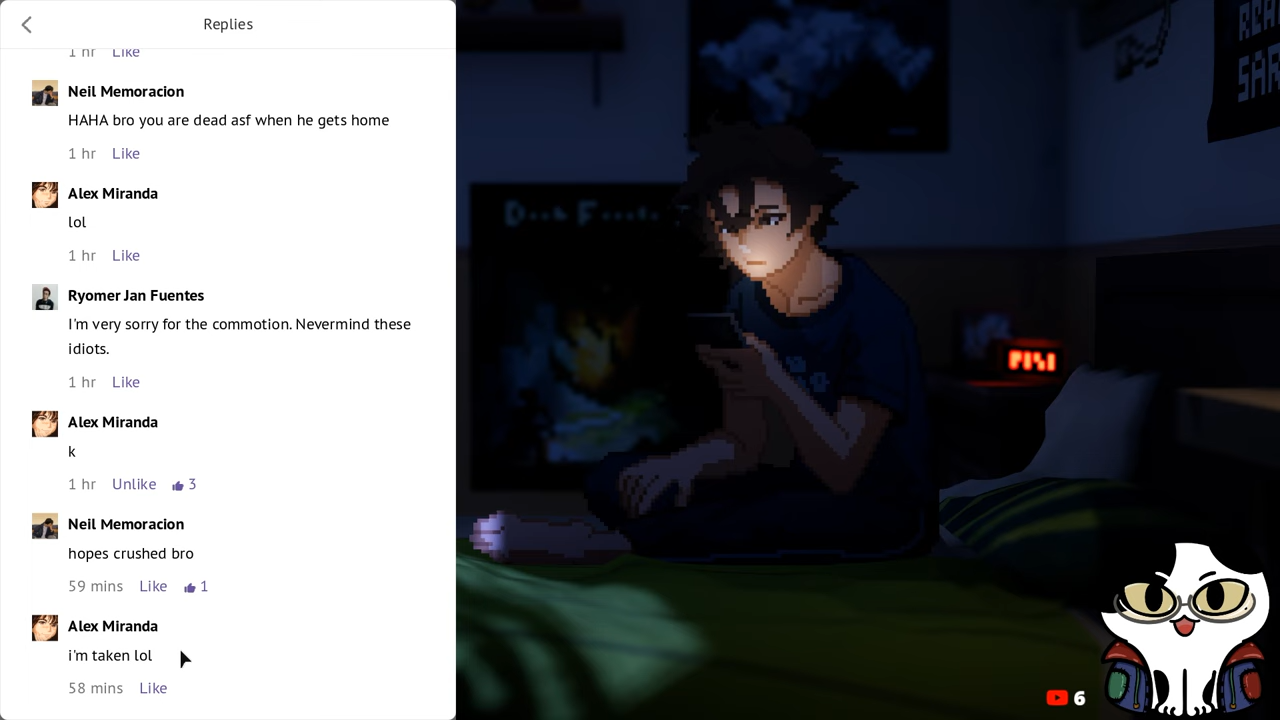 Replies
1 hr Like
Neil Memoracion
HAHA bro you are dead asf when he gets home
1 hr Like
Alex Miranda
lol
1 hr Like
Ryomer Jan Fuentes
I'm very sorry for the commotion. Nevermind these
idiots.
1 hr Like
Alex Miranda
k
1 hr Unlike 3
Neil Memoracion
hopes crushed bro
59 mins Like 1
Alex Miranda
i'm taken lol
58 mins Like
6